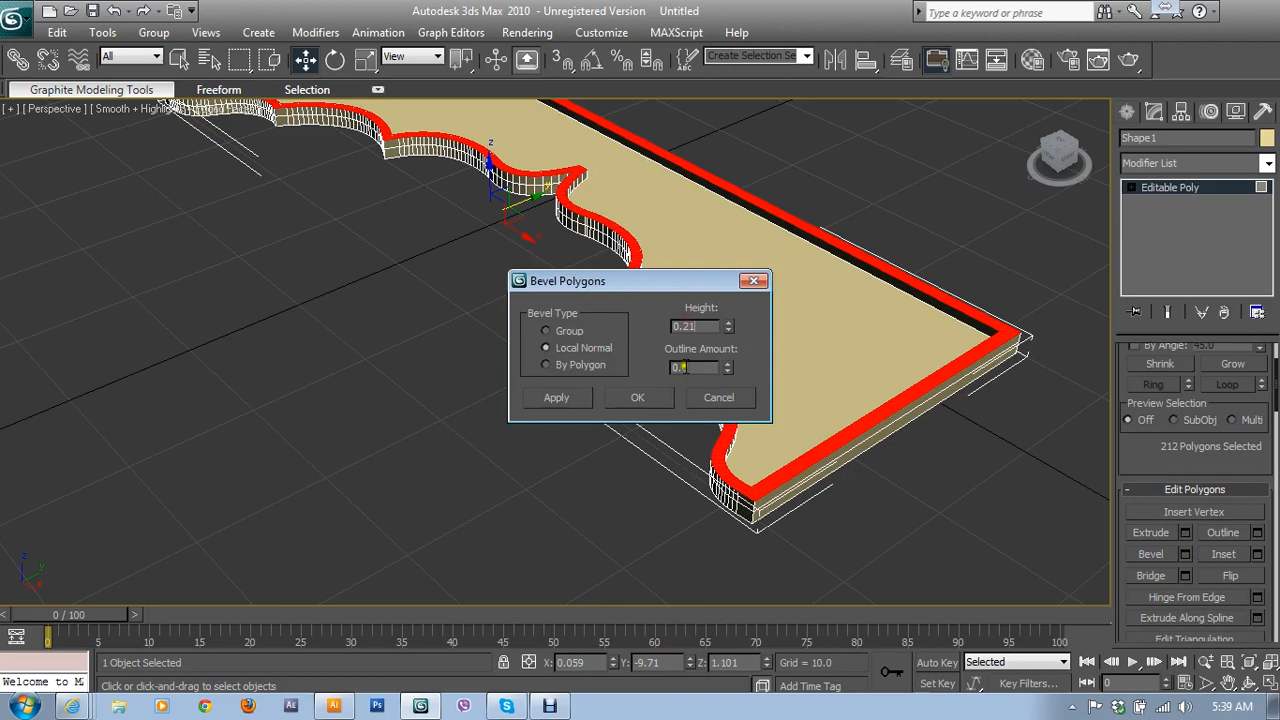 Autodesk 3ds Max 2010 - Unregistered Version Untitled
Type a keyword or phrase
Edit Tools Group Views Create Modifiers Animation Graph Editors Rendering Customize MAXScript Help
All View Create Selection Se
Graphite Modeling Tools Freeform Selection
[ + ] [ Perspective ] [ Smooth + Highlig
Shape1
Modifier List
Editable Poly
z
x
Bevel Polygons
Bevel Type
Group
Local Normal
By Polygon
Height:
0.21
Outline Amount:
Apply OK Cancel
By Angle: 45.0
Shrink Grow
Ring Loop
Preview Selection
Off SubObj Multi
212 Polygons Selected
- Edit Polygons
Insert Vertex
Extrude Outline
Bevel Inset
Bridge Flip
Hinge From Edge
Extrude Along Spline
Edit Triangulation
z
y
x
< 0 / 100 >
0 5 10 15 20 25 30 35 40 45 50 55 60 65 70 75 80 85 90 95 100
1 Object Selected X: 0.059 Y: -9.71 Z: 1.101 Grid = 10.0 Auto Key Selected
Welcome to M Click or click-and-drag to select objects Add Time Tag Set Key Key Filters... 0
5:39 AM